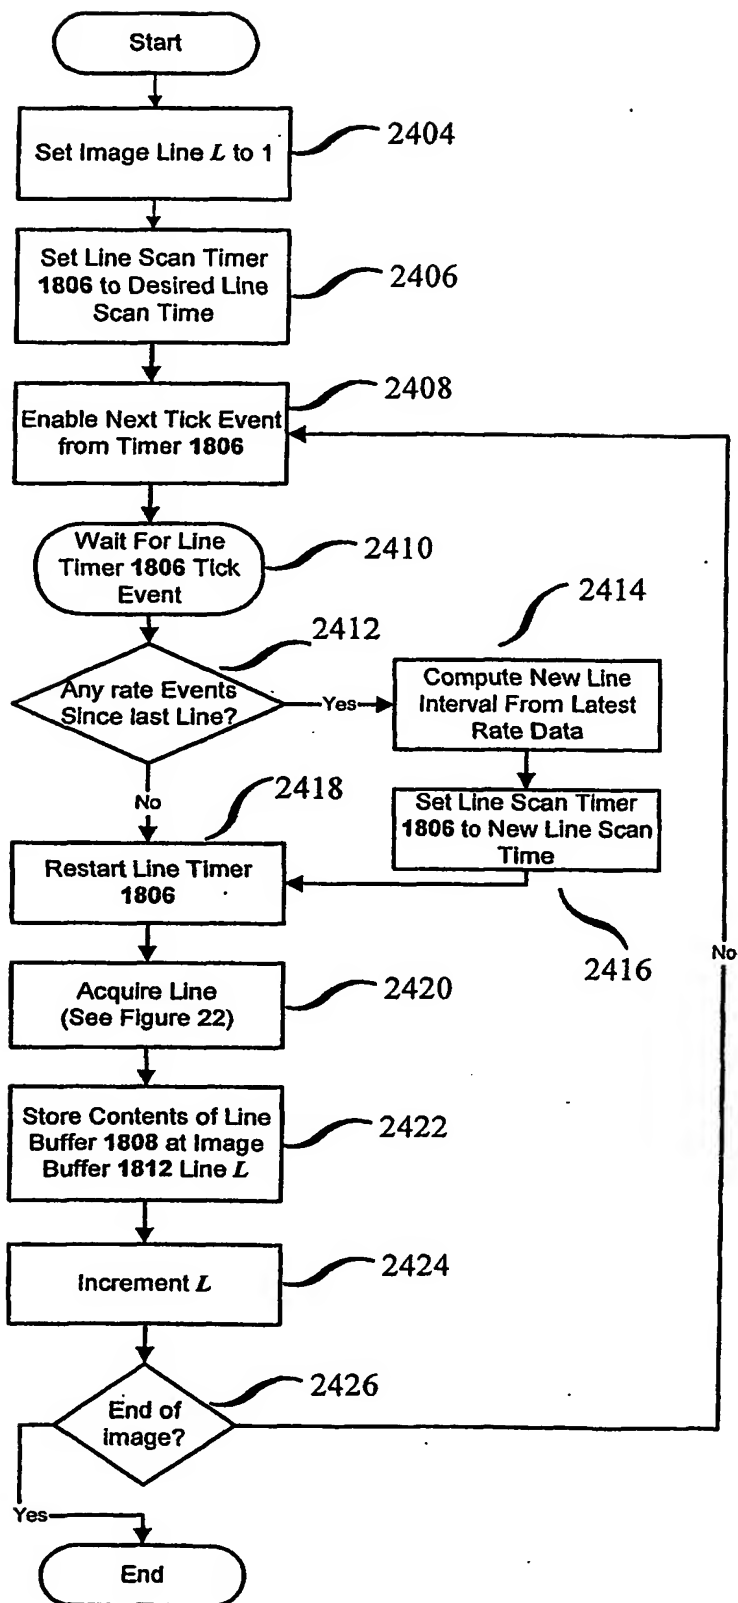 Start
Set Image Line L to 1
2404
Set Line Scan Timer
1806 to Desired Line
Scan Time
2406
Enable Next Tick Event
from Timer 1806
2408
Wait For Line
Timer 1806 Tick
Event
2410
Any rate Events
Since last Line?
2412
Yes
Compute New Line
Interval From Latest
Rate Data
2414
Set Line Scan Timer
1806 to New Line Scan
Time
2416
No
Restart Line Timer
1806
2418
Acquire Line
(See Figure 22)
2420
Store Contents of Line
Buffer 1808 at Image
Buffer 1812 Line L
2422
Increment L
2424
End of
image?
2426
No
Yes
End